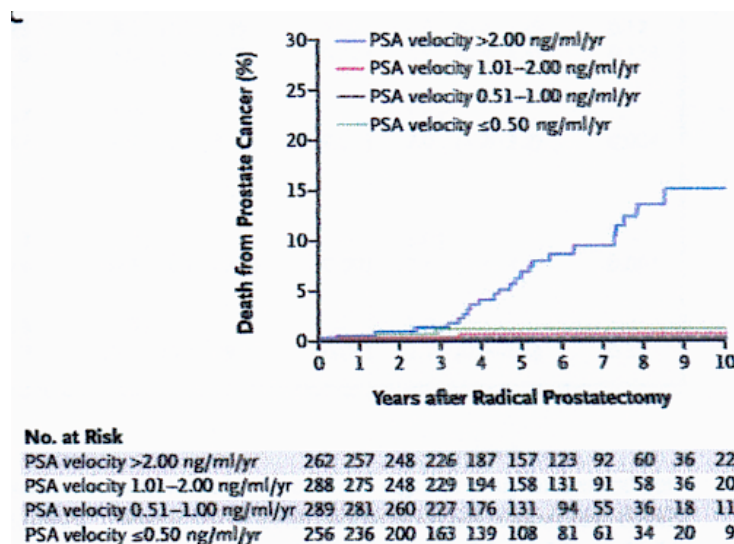 30
PSA velocity >2.00 ng/ml/yr
PSA velocity 1.01–2.00 ng/ml/yr
25
PSA velocity 0.51–1.00 ng/ml/yr
20
PSA velocity ≤0.50 ng/ml/yr
15
10
5
0
Death from Prostate Cancer (%)
0 1 2 3 4 5 6 7 8 9 10
Years after Radical Prostatectomy
No. at Risk
PSA velocity >2.00 ng/ml/yr 262 257 248 226 187 157 123 92 60 36 22
PSA velocity 1.01–2.00 ng/ml/yr 288 275 248 229 194 158 131 91 58 36 20
PSA velocity 0.51–1.00 ng/ml/yr 289 281 260 227 176 131 94 55 36 18 11
PSA velocity ≤0.50 ng/ml/yr 256 236 200 163 139 108 81 61 34 20 9